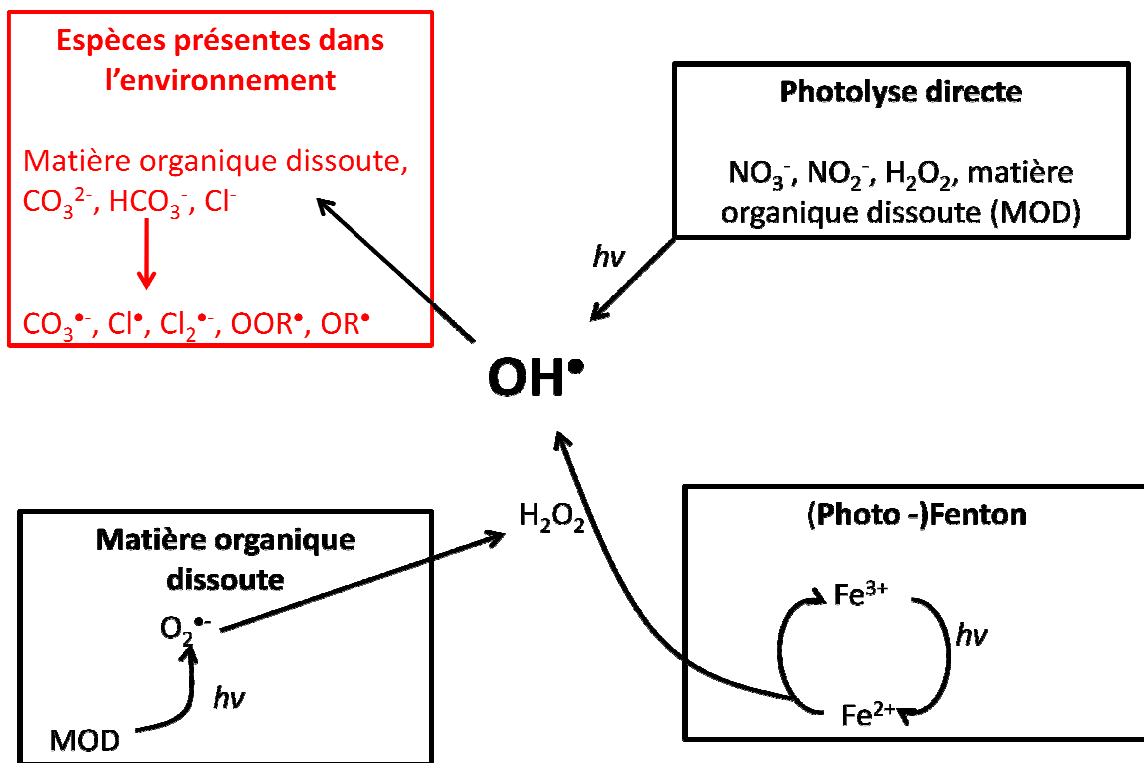 Espèces présentes dans
l’environnement
Matière organique dissoute,
CO₃²⁻, HCO₃⁻, Cl⁻
CO₃•⁻, Cl•, Cl₂•⁻, OOR•, OR•
Photolyse directe
NO₃⁻, NO₂⁻, H₂O₂, matière
organique dissoute (MOD)
hν
OH•
H₂O₂
Matière organique
dissoute
O₂•⁻
hν
MOD
(Photo -)Fenton
Fe³⁺
hν
Fe²⁺